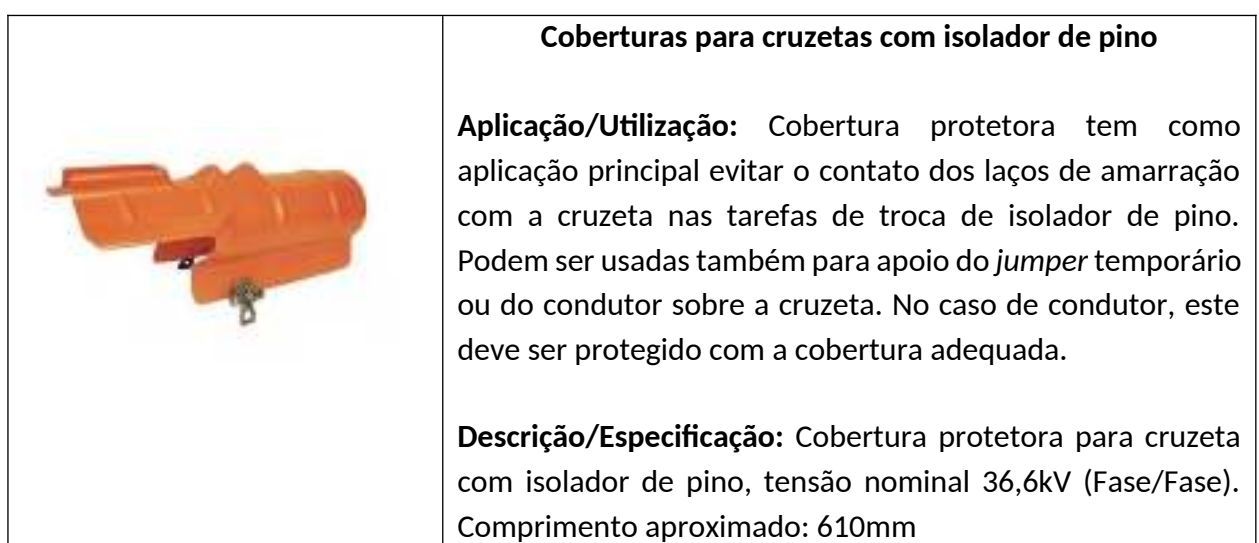 Coberturas para cruzetas com isolador de pino
Aplicação/Utilização: Cobertura protetora tem como
aplicação principal evitar o contato dos laços de amarração
com a cruzeta nas tarefas de troca de isolador de pino.
Podem ser usadas também para apoio do jumper temporário
ou do condutor sobre a cruzeta. No caso de condutor, este
deve ser protegido com a cobertura adequada.
Descrição/Especificação: Cobertura protetora para cruzeta
com isolador de pino, tensão nominal 36,6kV (Fase/Fase).
Comprimento aproximado: 610mm